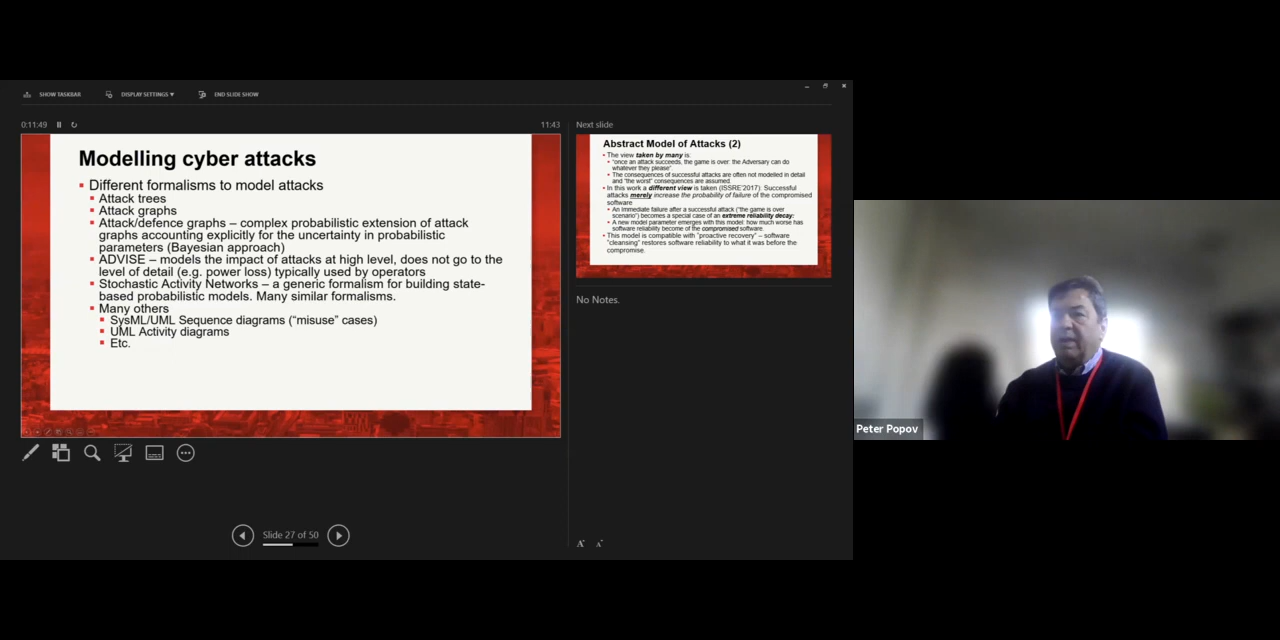 SHOW TASKBAR
DISPLAY SETTINGS ▼
END SLIDE SHOW
0:11:49
11:43
Next slide
Modelling cyber attacks
Different formalisms to model attacks
Attack trees
Attack graphs
Attack/defence graphs – complex probabilistic extension of attack
graphs accounting explicitly for the uncertainty in probabilistic
parameters (Bayesian approach)
ADVISE – models the impact of attacks at high level, does not go to the
level of detail (e.g. power loss) typically used by operators
Stochastic Activity Networks – a generic formalism for building state-
based probabilistic models. Many similar formalisms.
Many others
SysML/UML Sequence diagrams (“misuse” cases)
UML Activity diagrams
Etc.
Slide 27 of 50
Abstract Model of Attacks (2)
The view taken by many is:
“once an attack succeeds, the game is over: the Adversary can do
whatever they please”
The consequences of successful attacks are often not modelled in detail
and “the worst” consequences are assumed.
In this work a different view is taken (ISSRE’2017). Successful
attacks merely increase the probability of failure of the compromised
software
An Immediate failure after a successful attack (“the game is over
scenario”) becomes a special case of an extreme reliability decay:
A new model parameter emerges with this model: how much worse has
software reliability become of the compromised software.
This model is compatible with “proactive recovery” – software
“cleansing” restores software reliability to what it was before the
compromise.
No Notes.
A A
Peter Popov